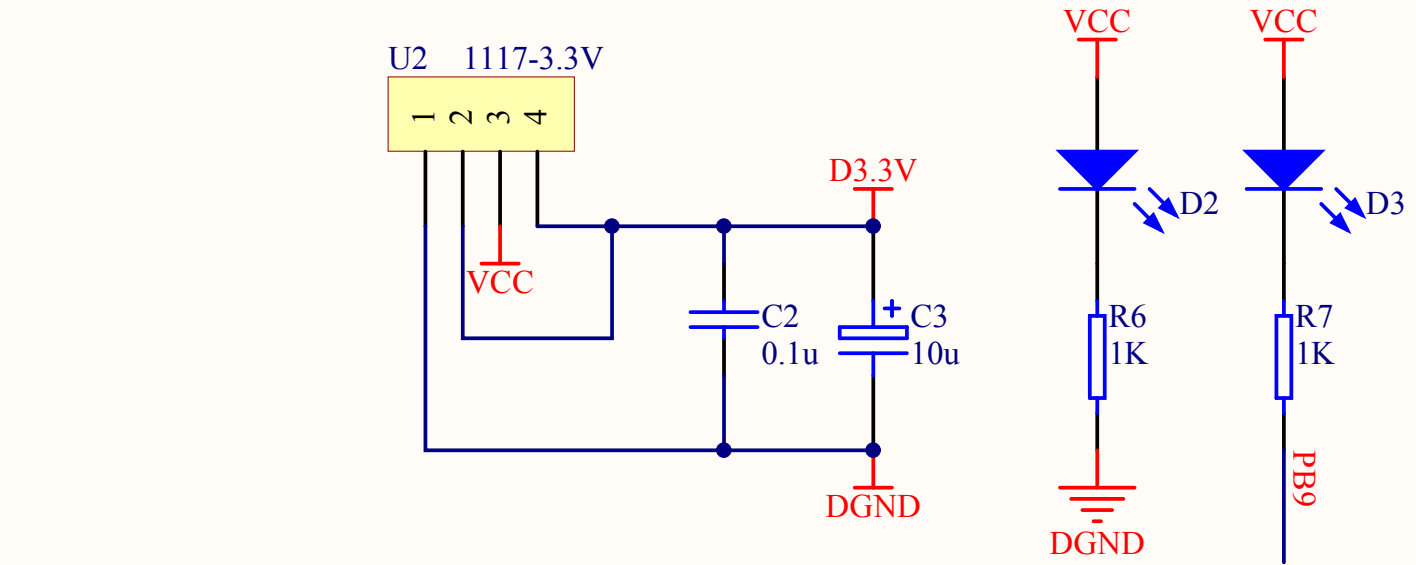 VCC VCC
U2 1117-3.3V
1 2 3 4
D3.3V
D2 D3
VCC
C2 C3 R6 R7
0.1u 10u 1K 1K
PB9
DGND
DGND